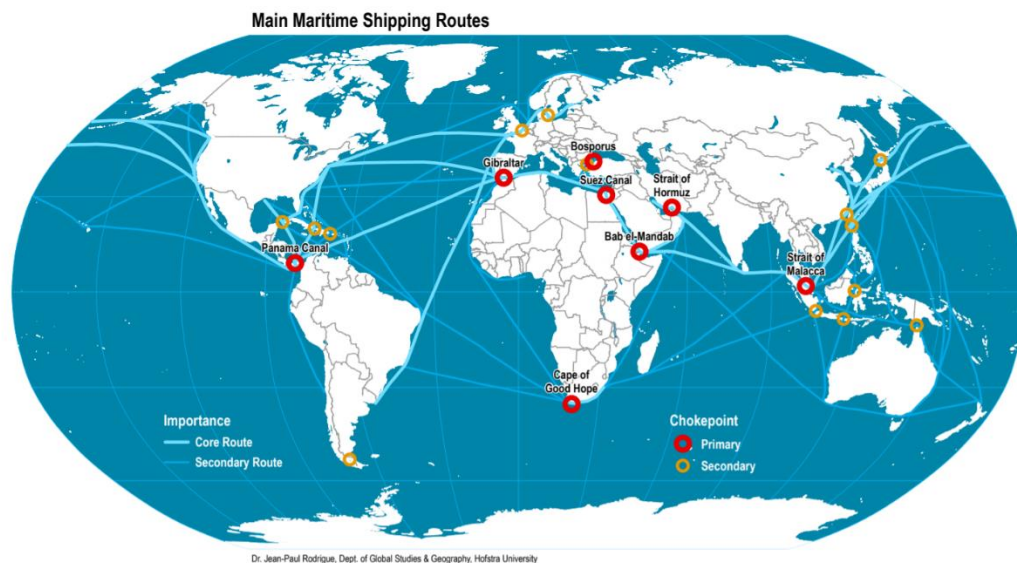 Main Maritime Shipping Routes
Bosporus
Gibraltar
Suez Canal
Strait of
Hormuz
Bab el-Mandab
Panama Canal
Strait of
Malacca
Cape of
Good Hope
Importance
Core Route
Secondary Route
Chokepoint
Primary
Secondary
Dr. Jean-Paul Rodrigue, Dept. of Global Studies & Geography, Hofstra University